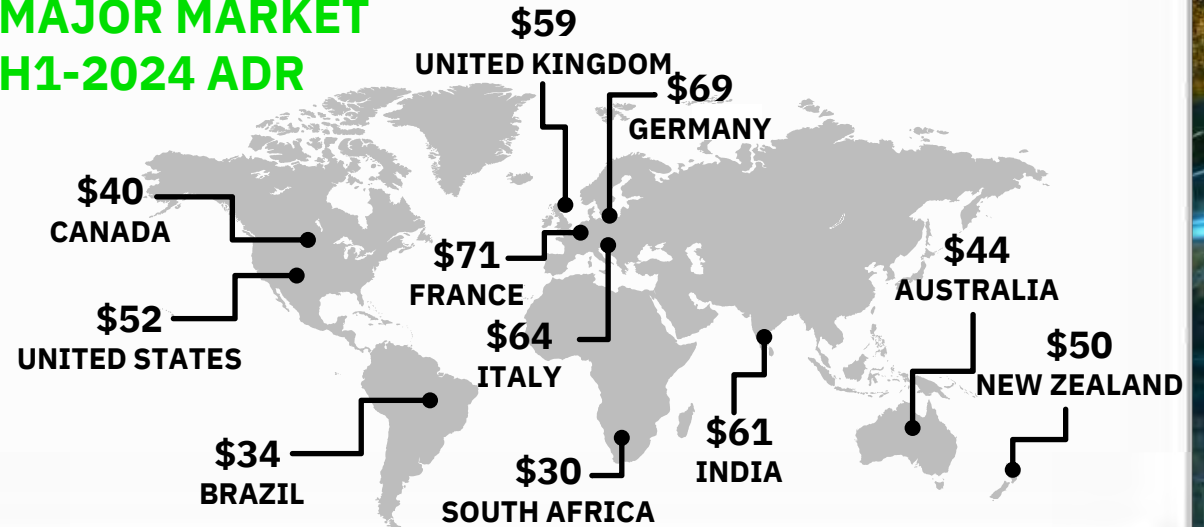 MAJOR MARKET
H1-2024 ADR
$59
UNITED KINGDOM
$69
GERMANY
$40
CANADA
$71
FRANCE
$44
AUSTRALIA
$52
UNITED STATES
$64
ITALY
$50
NEW ZEALAND
$61
INDIA
$34
BRAZIL
$30
SOUTH AFRICA